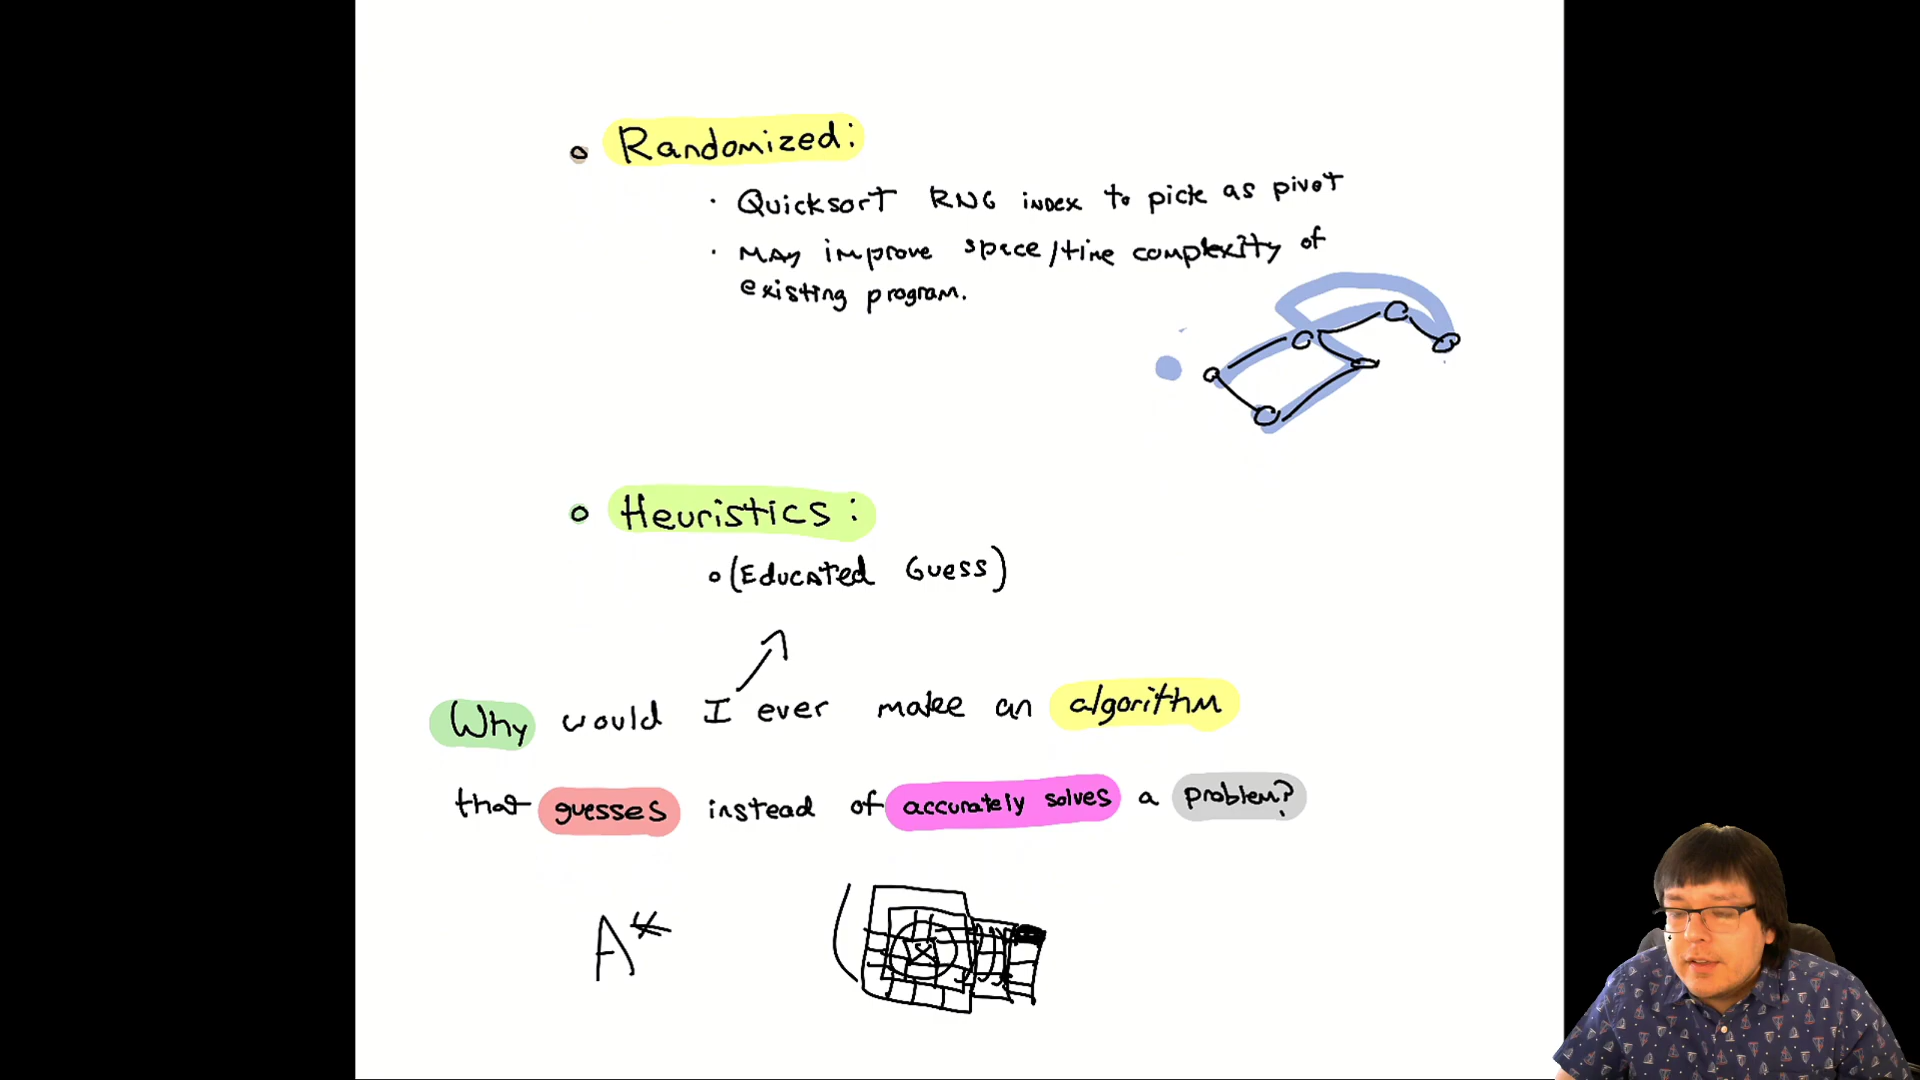 Randomized:
Quicksort RNG index to pick as pivot
MAy improve space/time complexity of
existing program.
Heuristics:
(Educated Guess)
Why would I ever make an algorithm
that guesses instead of accurately solves a problem?
A*